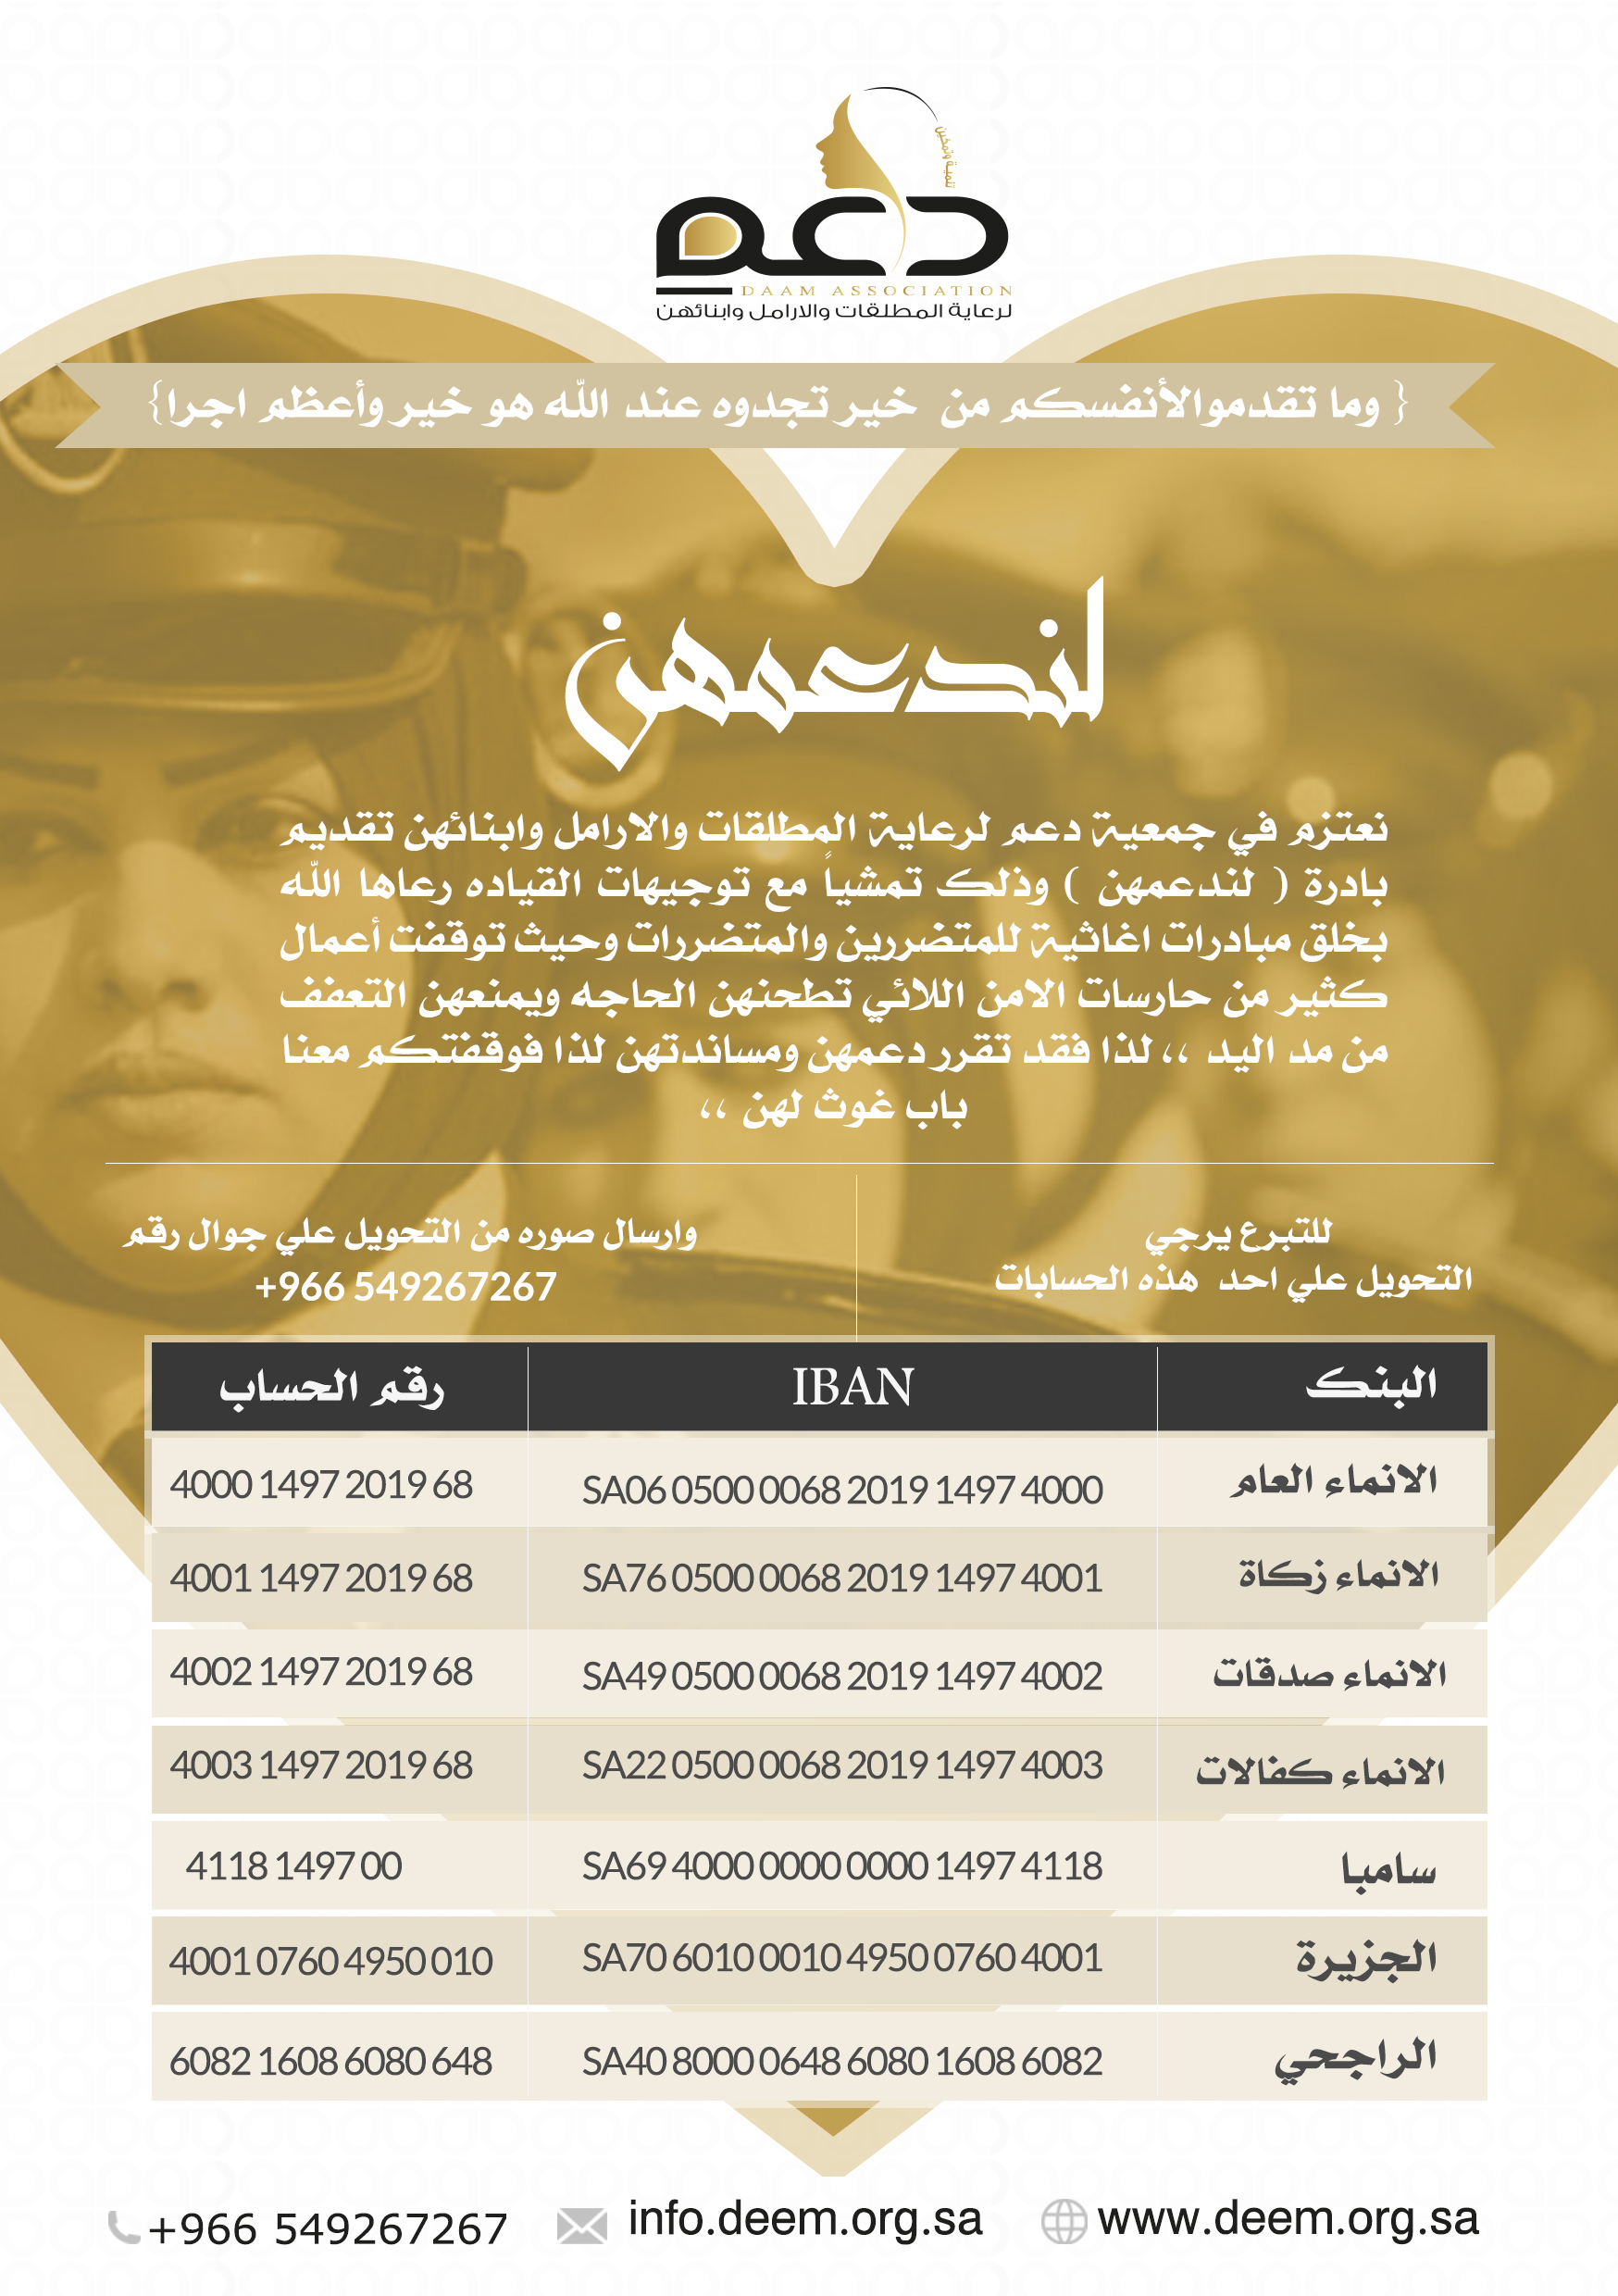 تنمية وتمكين
دعم
DAAM ASSOCIATION
لرعاية المطلقات والارامل وابنائهن
{ وما تقدموالأنفسكم من خير تجدوه عند الله هو خير وأعظم اجرا}
لندعمهن
نعتزم في جمعية دعم لرعاية المطلقات والارامل وابنائهن تقديم
بادرة ( لندعمهن ) وذلك تمشياً مع توجيهات القياده رعاها الله
بخلق مبادرات اغاثية للمتضررين والمتضررات وحيث توقفت أعمال
كثير من حارسات الامن اللائي تطحنهن الحاجه ويمنعهن التعفف
من مد اليد ،، لذا فقد تقرر دعمهن ومساندتهن لذا فوقفتكم معنا
باب غوث لهن ،،
للتبرع يرجي
التحويل علي احد هذه الحسابات
وارسال صوره من التحويل علي جوال رقم
+966 549267267
البنك IBAN رقم الحساب
الانماء العام SA06 0500 0068 2019 1497 4000 4000 1497 2019 68
الانماء زكاة SA76 0500 0068 2019 1497 4001 4001 1497 2019 68
الانماء صدقات SA49 0500 0068 2019 1497 4002 4002 1497 2019 68
الانماء كفالات SA22 0500 0068 2019 1497 4003 4003 1497 2019 68
سامبا SA69 4000 0000 0000 1497 4118 4118 1497 00
الجزيرة SA70 6010 0010 4950 0760 4001 4001 0760 4950 010
الراجحي SA40 8000 0648 6080 1608 6082 6082 1608 6080 648
+966 549267267 info.deem.org.sa www.deem.org.sa